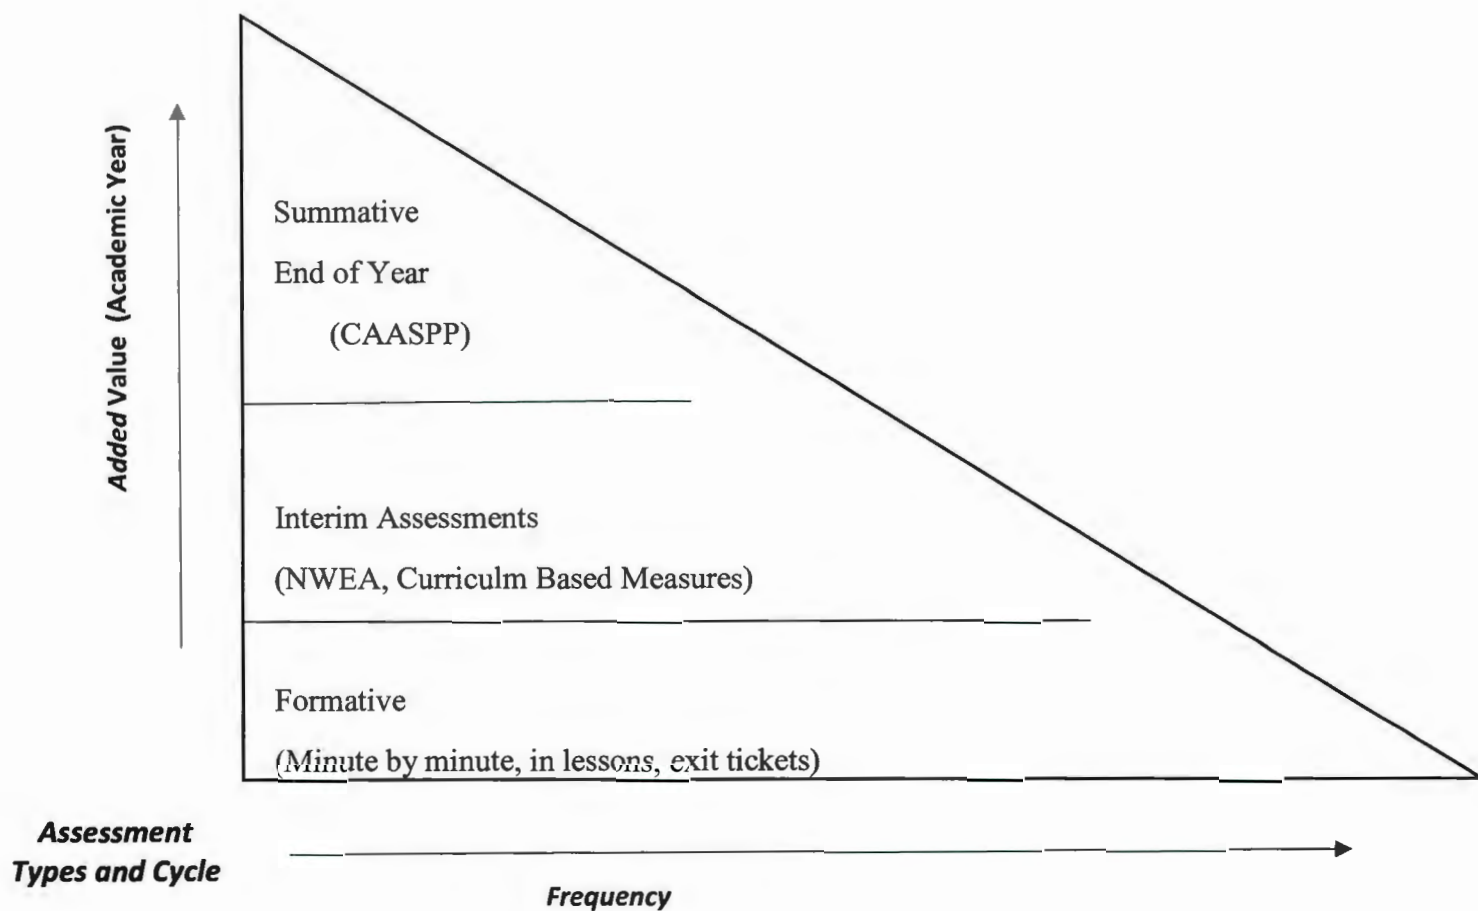 Added Value (Academic Year)
Summative
End of Year
(CAASPP)
Interim Assessments
(NWEA, Curriculm Based Measures)
Formative
(Minute by minute, in lessons, exit tickets)
Assessment
Types and Cycle
Frequency